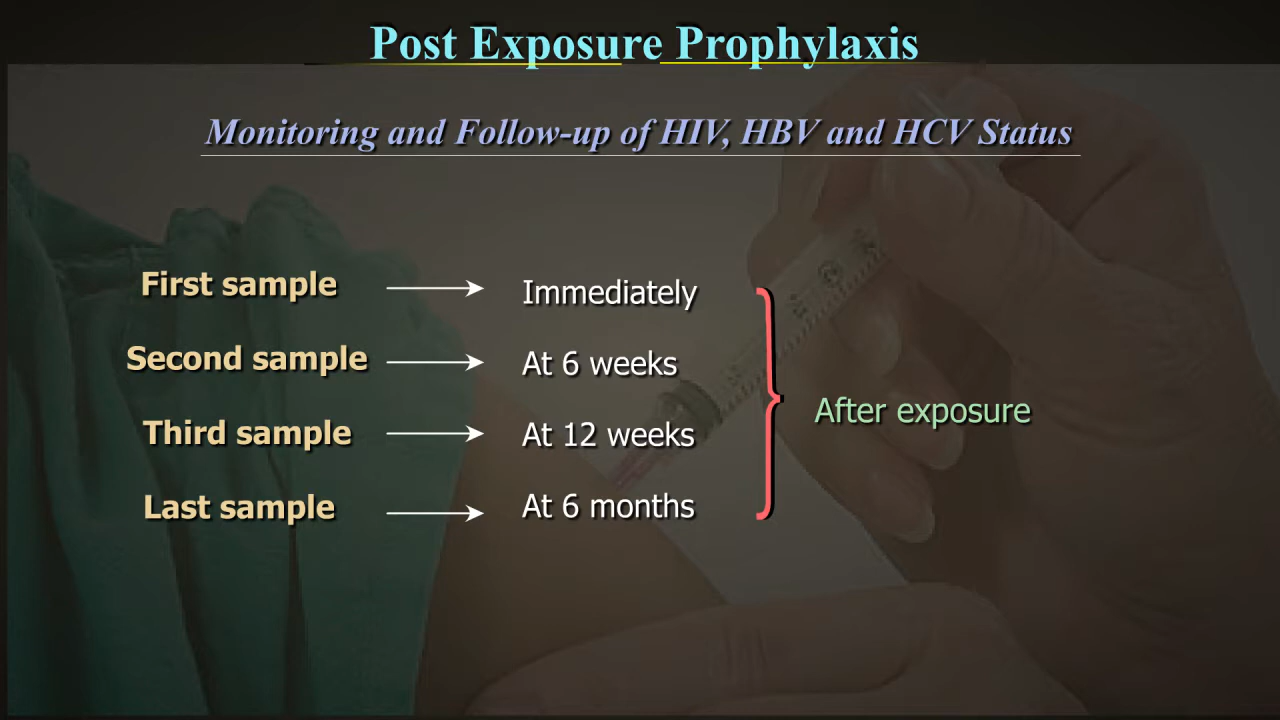 Post Exposure Prophylaxis
Monitoring and Follow-up of HIV, HBV and HCV Status
First sample Immediately
Second sample At 6 weeks
Third sample At 12 weeks
Last sample At 6 months
After exposure